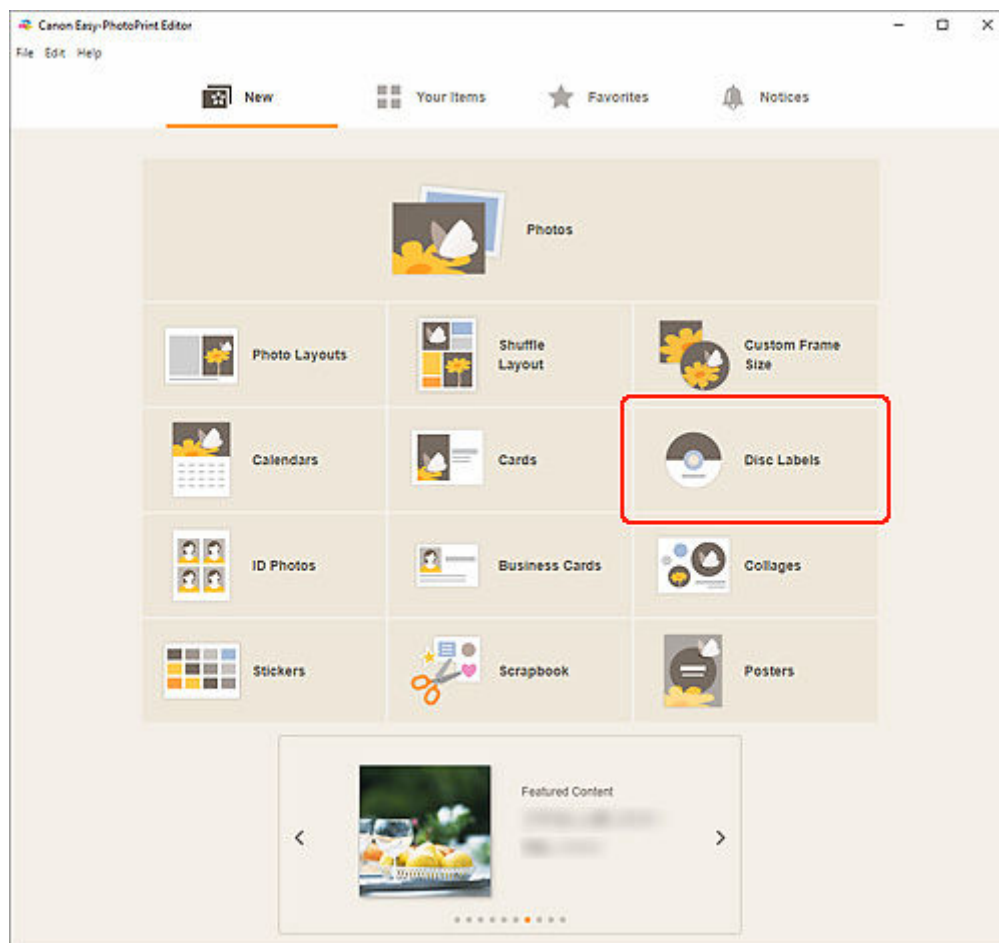 Canon Easy-PhotoPrint Editor
File Edit Help
New
Your Items
Favorites
Notices
Photos
Photo Layouts
Shuffle
Layout
Custom Frame
Size
Calendars
Cards
Disc Labels
ID Photos
Business Cards
Collages
Stickers
Scrapbook
Posters
Featured Content